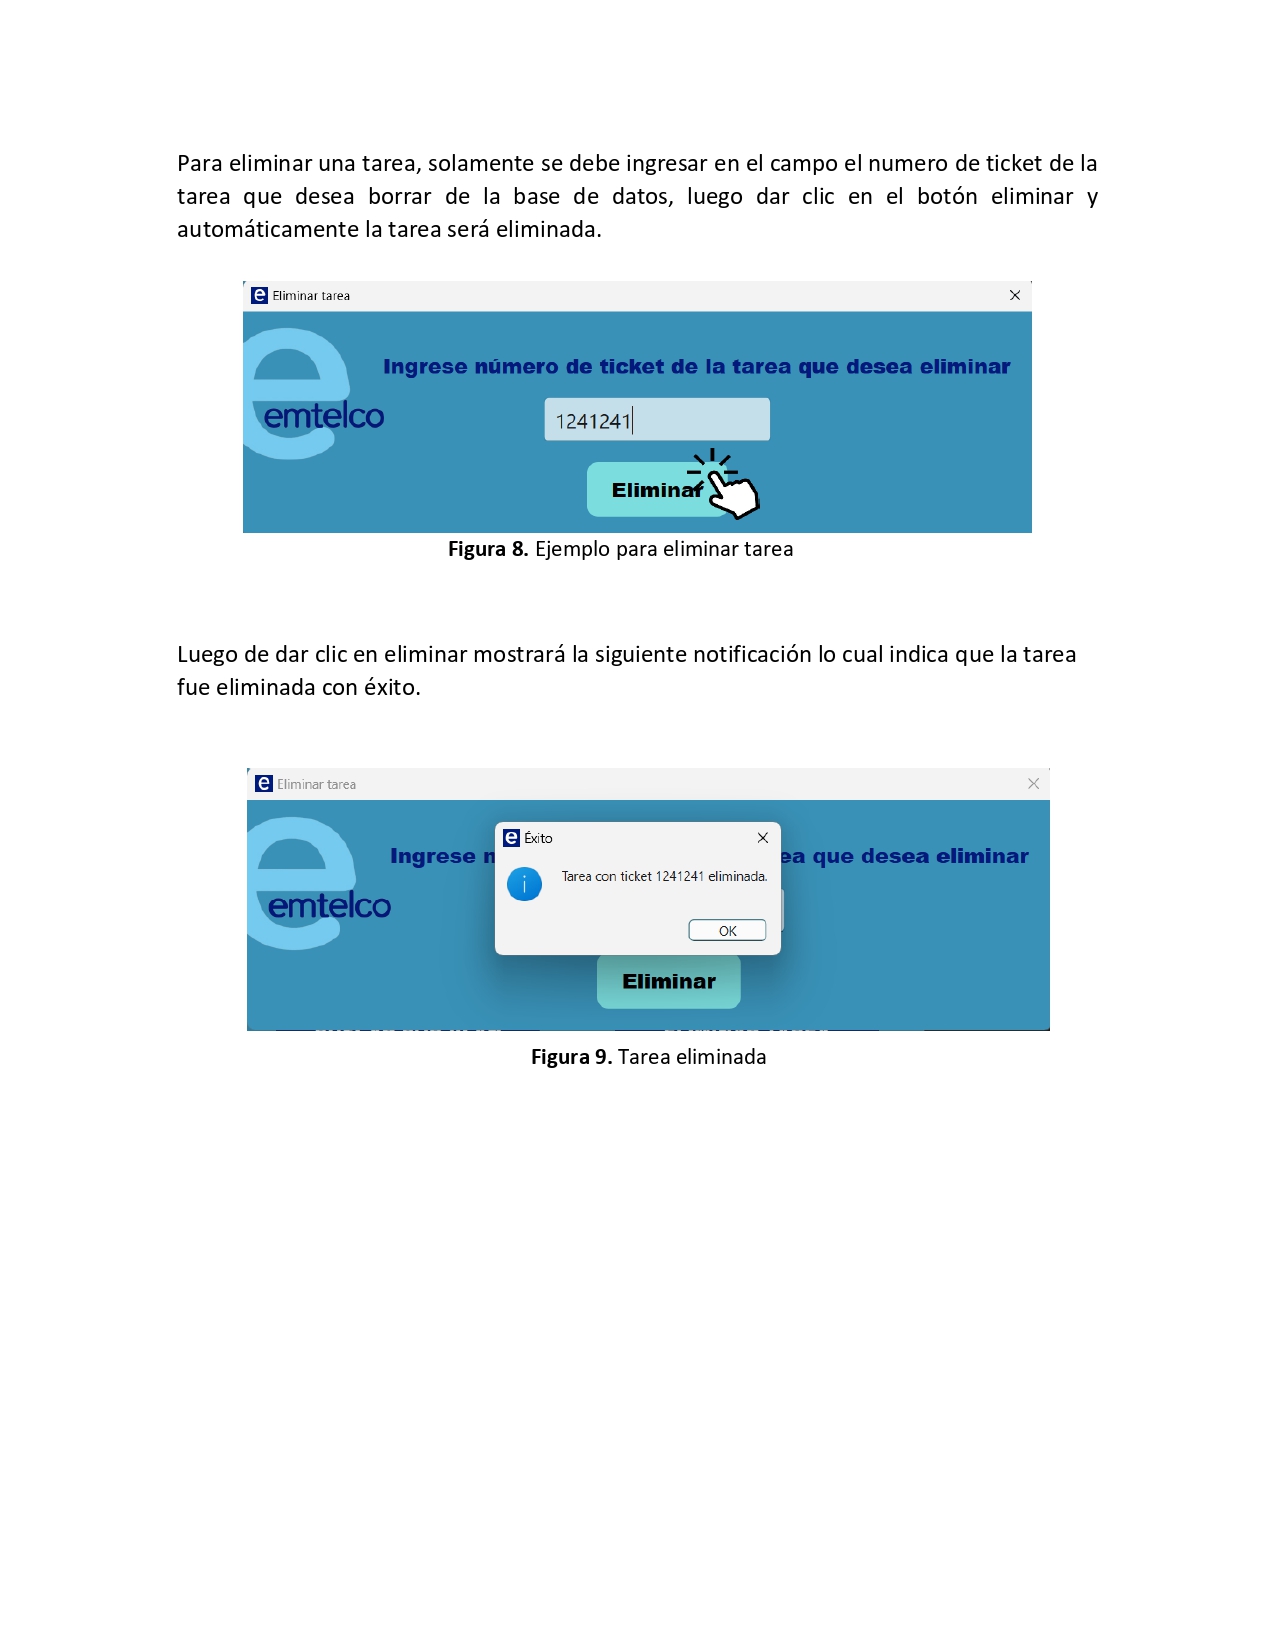 Para eliminar una tarea, solamente se debe ingresar en el campo el numero de ticket de la
tarea que desea borrar de la base de datos, luego dar clic en el botón eliminar y
automáticamente la tarea será eliminada.
e Eliminar tarea
Ingrese número de ticket de la tarea que desea eliminar
e
emtelco
1241241
Eliminar
Figura 8. Ejemplo para eliminar tarea
Luego de dar clic en eliminar mostrará la siguiente notificación lo cual indica que la tarea
fue eliminada con éxito.
e Eliminar tarea
e Éxito
Ingrese n
ea que desea eliminar
Tarea con ticket 1241241 eliminada.
e
emtelco
OK
Eliminar
Figura 9. Tarea eliminada